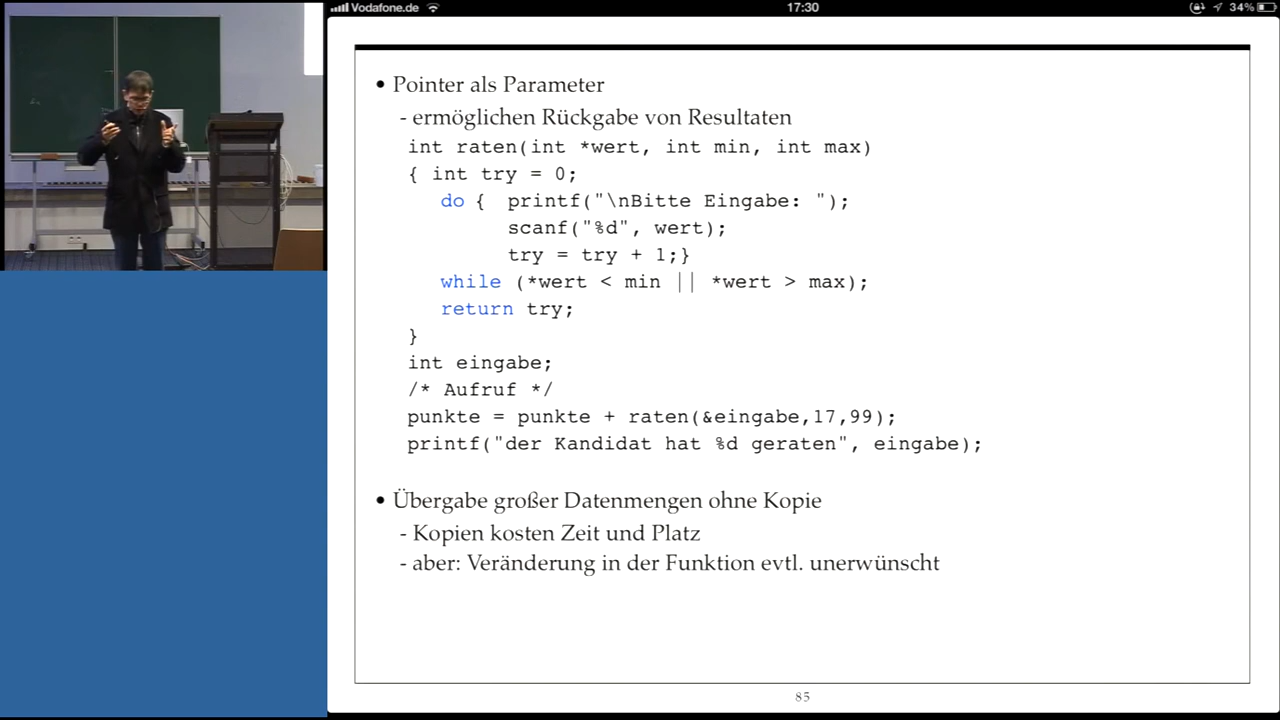 Vodafone.de
17:30
34%
• Pointer als Parameter
- ermöglichen Rückgabe von Resultaten
int raten(int *wert, int min, int max)
{ int try = 0;
do { printf("\nBitte Eingabe: ");
scanf("%d", wert);
try = try + 1;}
while (*wert < min || *wert > max);
return try;
}
int eingabe;
/* Aufruf */
punkte = punkte + raten(&eingabe,17,99);
printf("der Kandidat hat %d geraten", eingabe);
• Übergabe großer Datenmengen ohne Kopie
- Kopien kosten Zeit und Platz
- aber: Veränderung in der Funktion evtl. unerwünscht
85